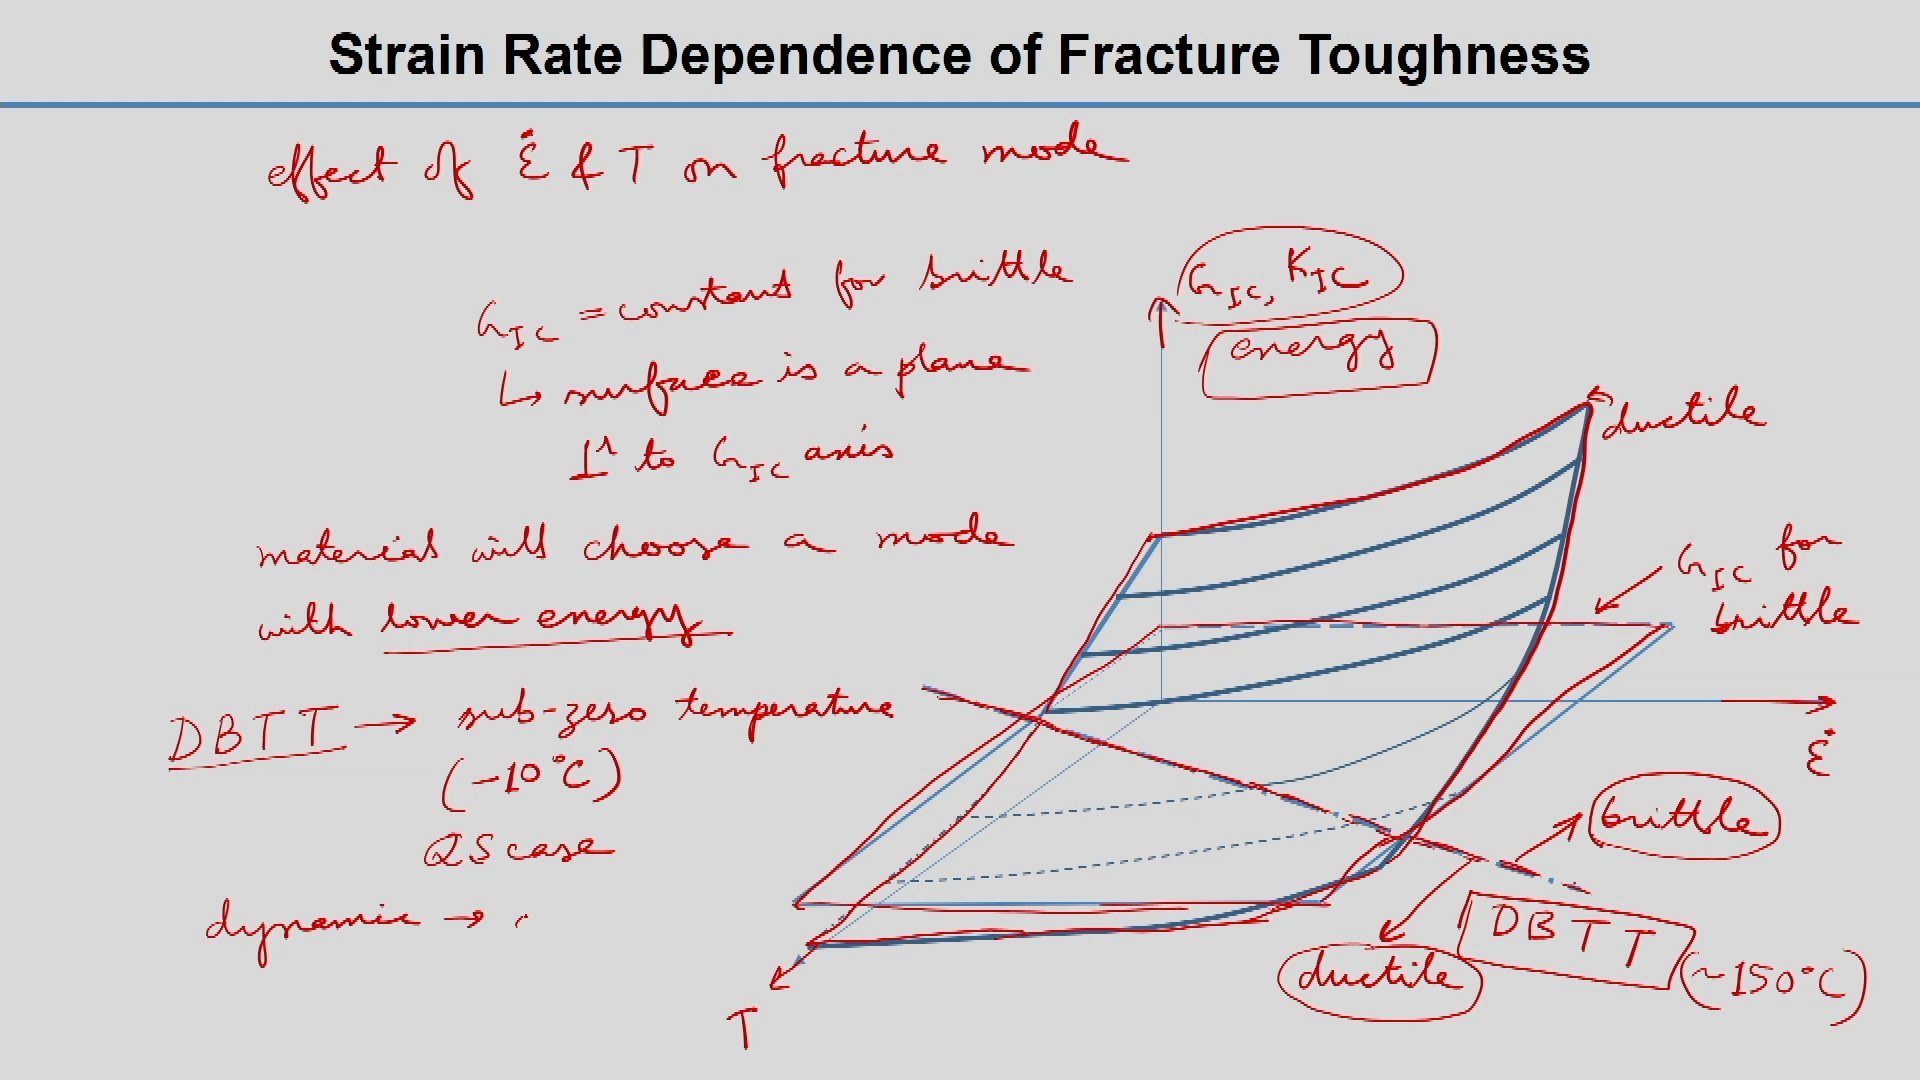 Strain Rate Dependence of Fracture Toughness
effect of ε̇ & T on fracture mode
G_IC = constant for brittle
↳ surface is a plane
⊥r to G_IC axis
material will choose a mode
with lower energy
DBTT → sub-zero temperature
(-10°C)
QS case
dynamic →
G_IC, K_IC
energy
ductile
G_IC for
brittle
ε̇
brittle
DBTT
(~150°C)
ductile
T